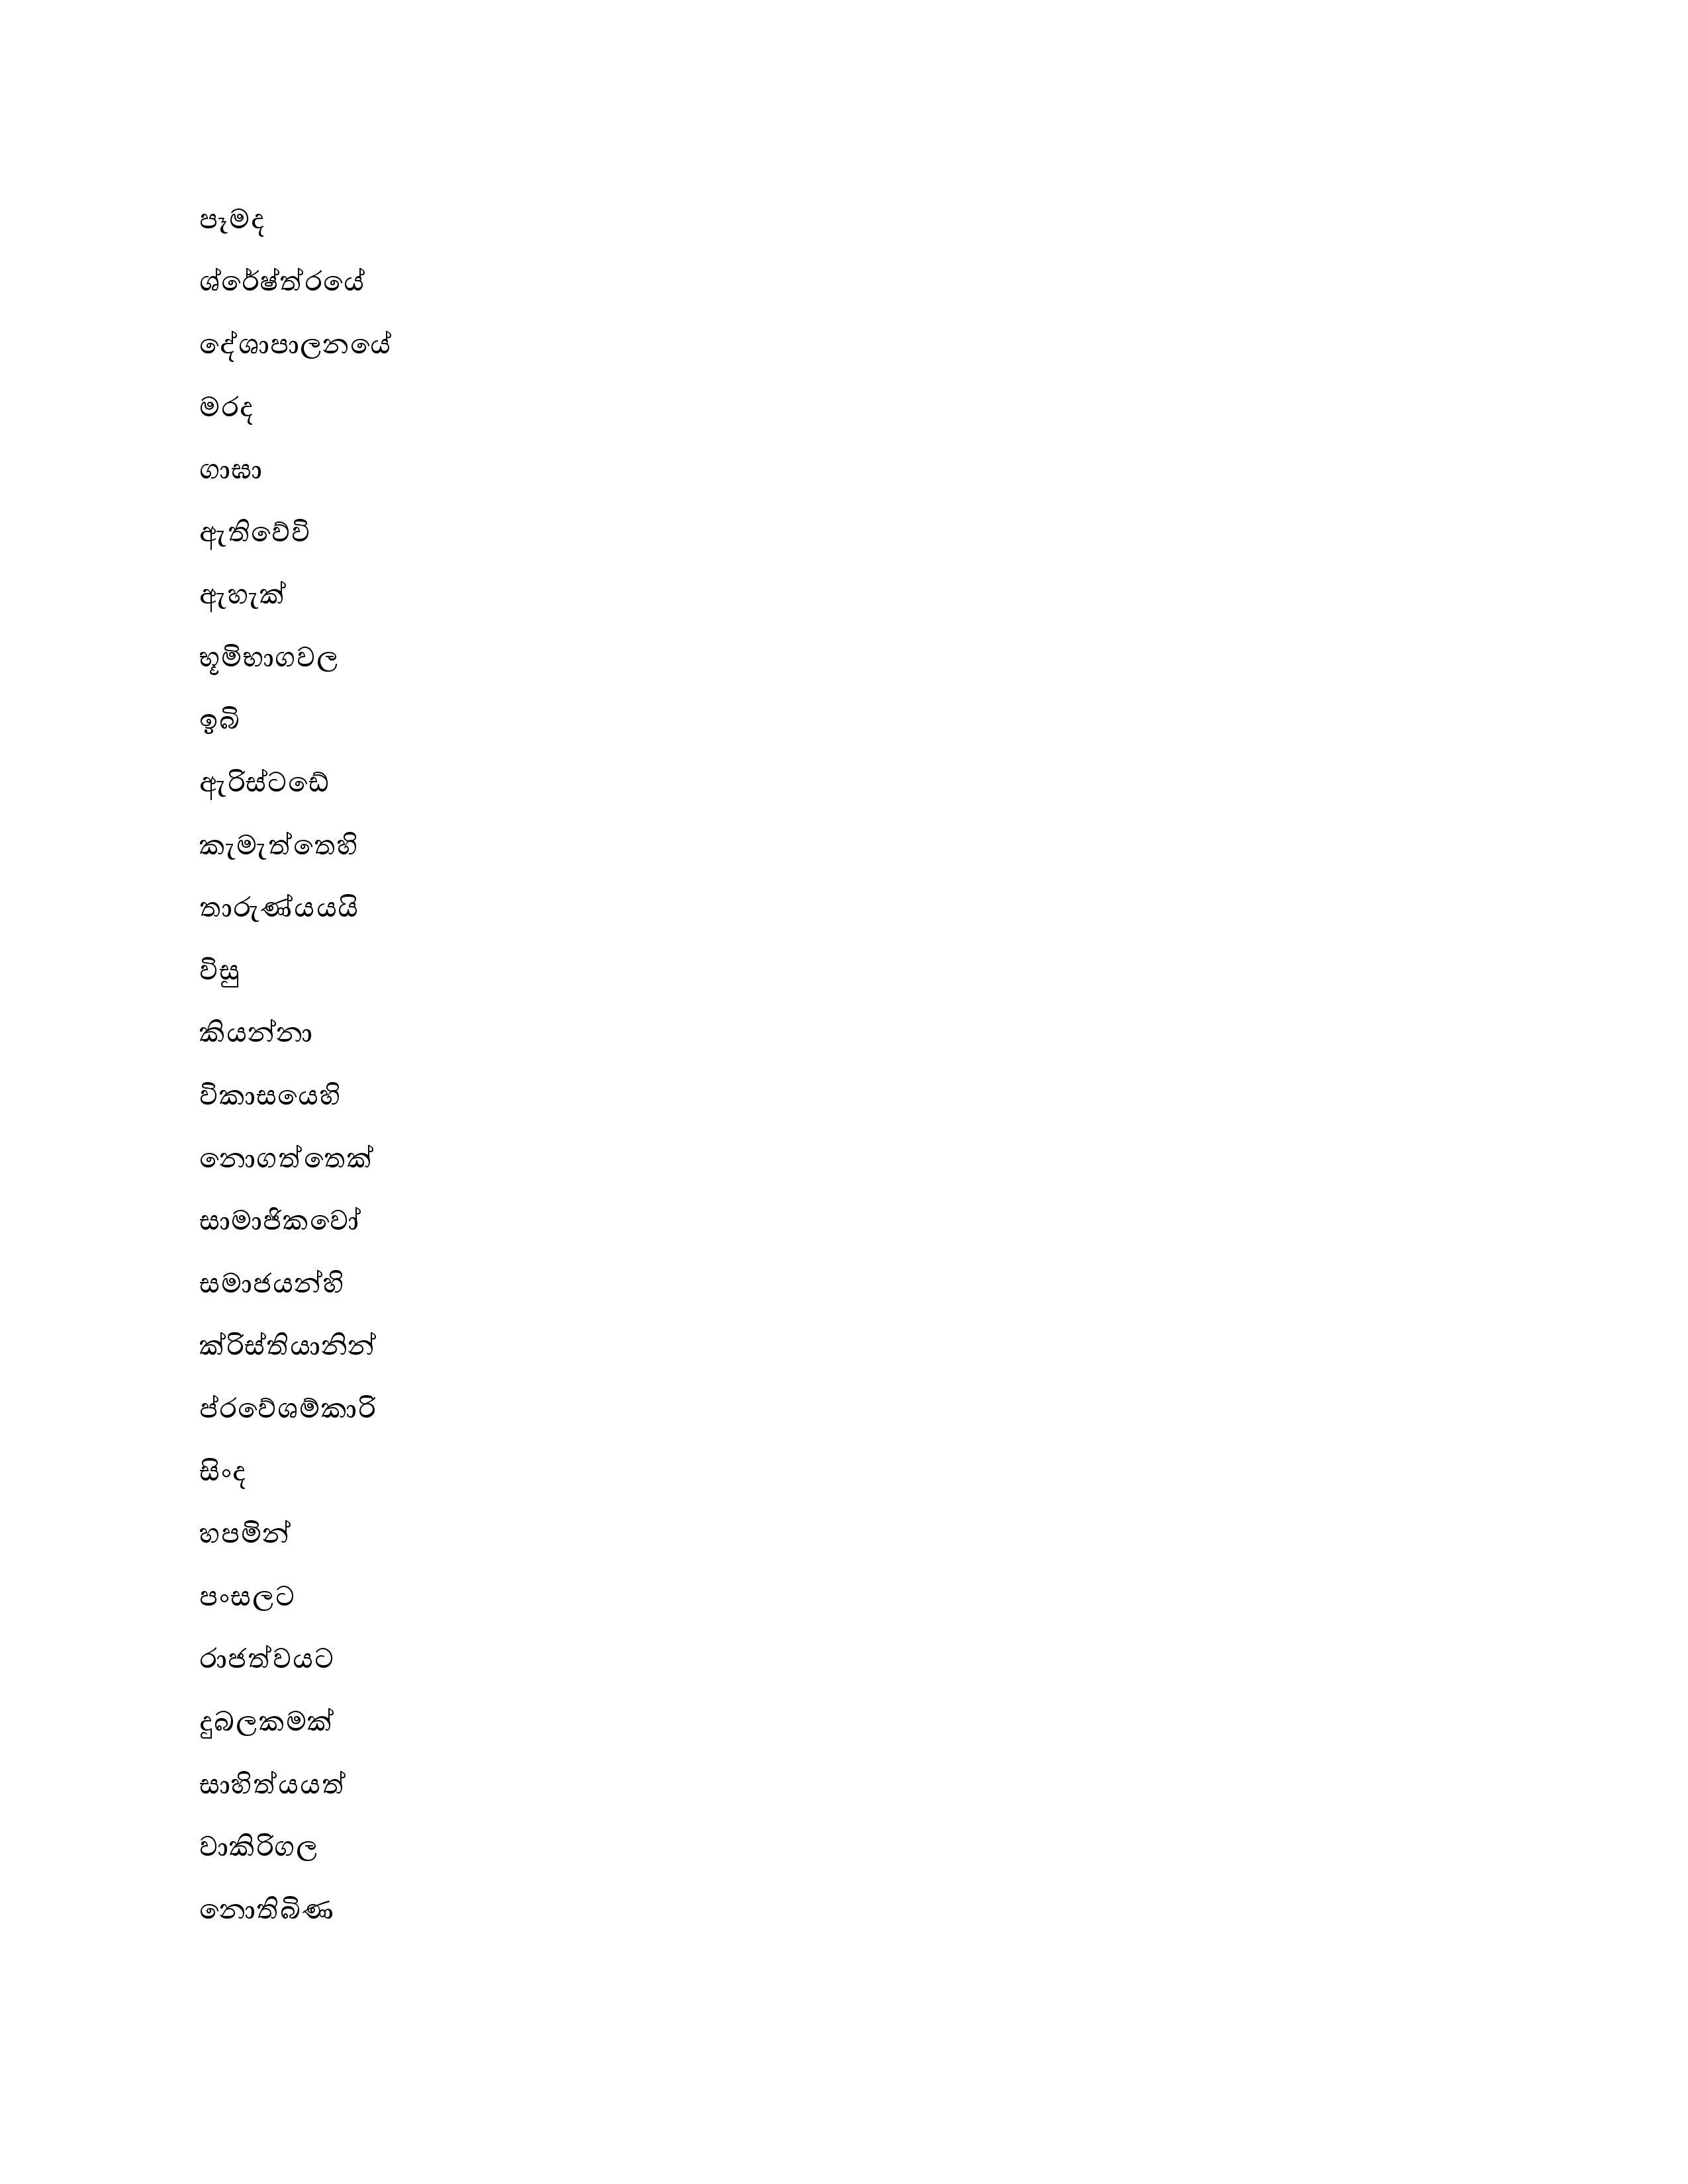 පෑමද
ශ්රේෂ්ත්රයේ
දේශාපාලනයේ
මරද
ගාඝා
ඇතිවේවි
ඇහැක්
භූමිභාගවල
ඉබි
ඇරිස්ටඩේ
කැමැත්තෙහි
තාරුණ්යයයි
විසු
කියන්නා
විකාසයෙහි
නොගත්තෙක්
සාමාජිකවෝ
සමාජයන්හි
ක්රිස්තියානින්
ප්රවේශම්කාරි
සිංද
හපමින්
පංසලට
රාජත්වයට
දුබලකමක්
සාහිත්යයත්
වාකිරිගල
නොතිබිණ